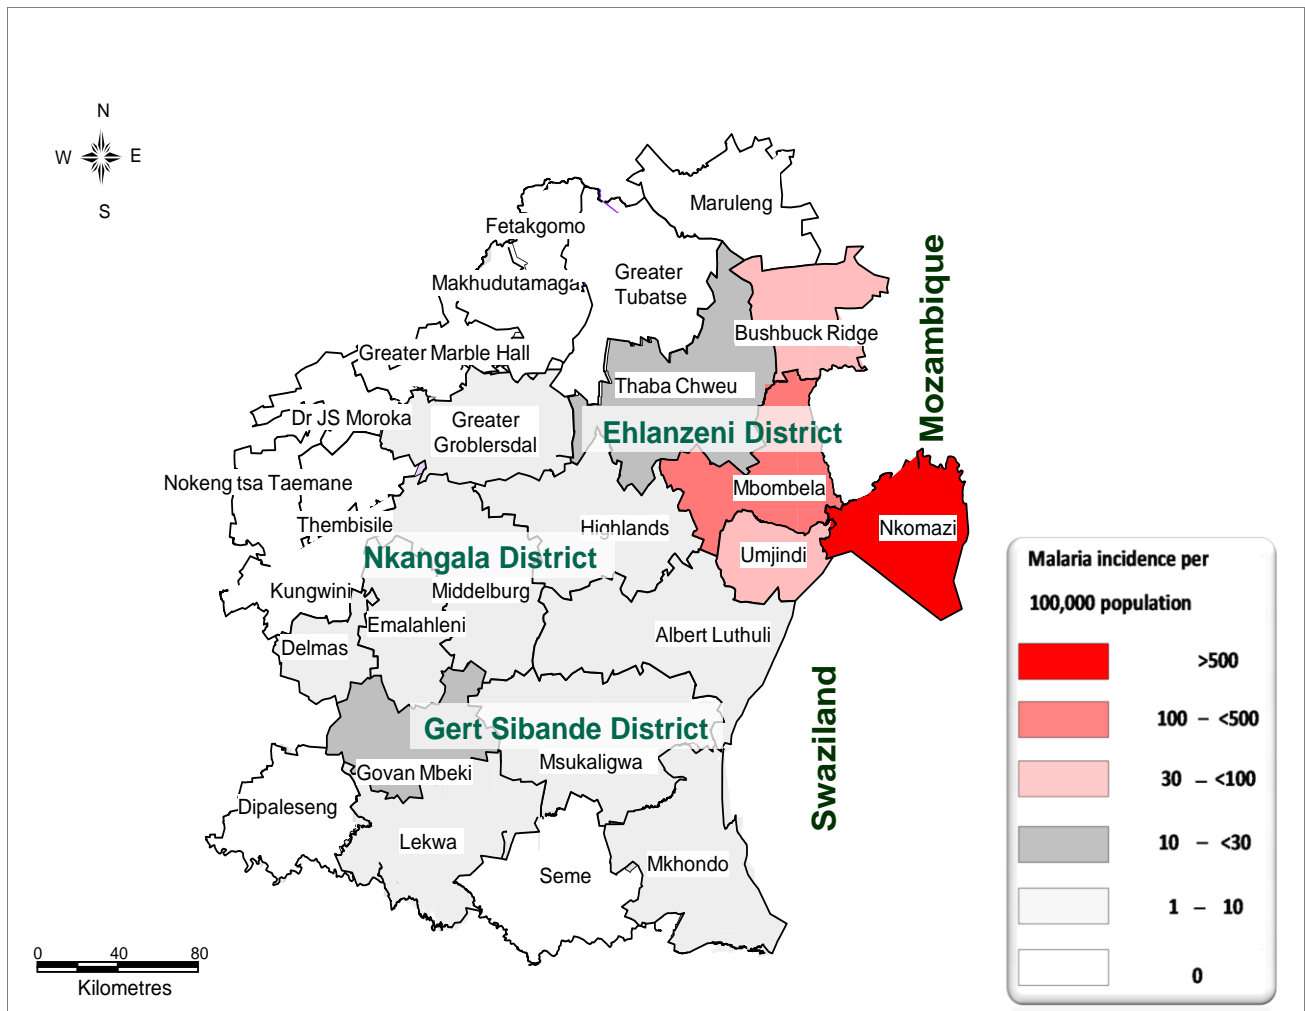 N
W
E
S
Maruleng
Fetakgomo
Greater
Tubatse
Makhudutamaga
Mozambique
Bushbuck Ridge
Greater Marble Hall
Thaba Chweu
Dr JS Moroka
Greater
Groblersdal
Ehlanzeni District
Nokeng tsa Taemane
Mbombela
Thembisile
Highlands
Nkomazi
Umjindi
Nkangala District
Kungwini
Middelburg
Emalahleni
Albert Luthuli
Delmas
Swaziland
Gert Sibande District
Msukaligwa
Govan Mbeki
Dipaleseng
Lekwa
Mkhondo
Seme
Malaria incidence per
100,000 population
>500
100 – <500
30 – <100
10 – <30
1 – 10
0
0 40 80
Kilometres